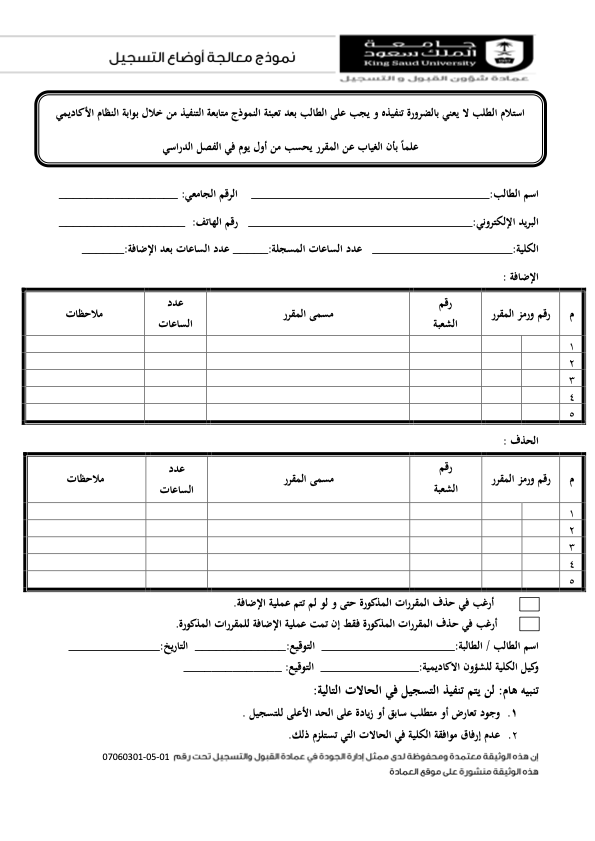 نموذج معالجة أوضاع التسجيل
جامعة
الملك سعود
King Saud University
عمادة شؤون القبول و التسجيل
استلام الطلب لا يعني بالضرورة تنفيذه و يجب على الطالب بعد تعبئة النموذج متابعة التنفيذ من خلال بوابة النظام الأكاديمي
علماً بأن الغياب عن المقرر يحسب من أول يوم في الفصل الدراسي
اسم الطالب:________________ الرقم الجامعي: ________________
البريد الإلكتروني:________________ رقم الهاتف: ________________
الكلية:________________ عدد الساعات المسجلة:______ عدد الساعات بعد الإضافة:_______
الإضافة :
م رقم ورمز المقرر رقم الشعبة مسمى المقرر عدد الساعات ملاحظات
١
٢
٣
٤
٥
الحذف :
م رقم ورمز المقرر رقم الشعبة مسمى المقرر عدد الساعات ملاحظات
١
٢
٣
٤
٥
أرغب في حذف المقررات المذكورة حتى و لو لم تتم عملية الإضافة.
أرغب في حذف المقررات المذكورة فقط إن تمت عملية الإضافة للمقررات المذكورة.
اسم الطالب / الطالبة:________________ التوقيع:________________ التاريخ:________________
وكيل الكلية للشؤون الاكاديمية:________________ التوقيع: ________________
تنبيه هام: لن يتم تنفيذ التسجيل في الحالات التالية:
١. وجود تعارض أو متطلب سابق أو زيادة على الحد الأعلى للتسجيل .
٢. عدم إرفاق موافقة الكلية في الحالات التي تستلزم ذلك.
إن هذه الوثيقة معتمدة ومحفوظة لدى ممثل إدارة الجودة في عمادة القبول والتسجيل تحت رقم 07060301-05-01
هذه الوثيقة منشورة على موقع العمادة